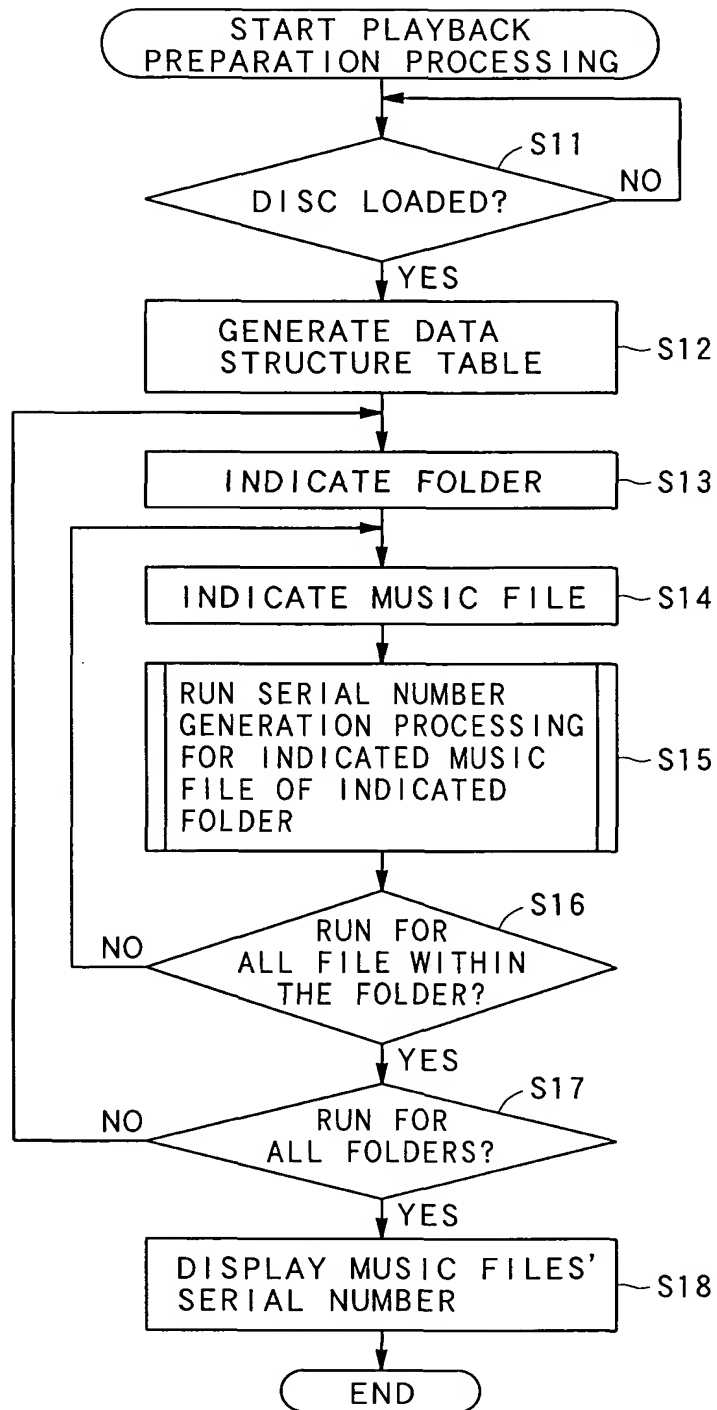 START PLAYBACK
PREPARATION PROCESSING
S11
DISC LOADED?
NO
YES
GENERATE DATA
STRUCTURE TABLE
S12
INDICATE FOLDER
S13
INDICATE MUSIC FILE
S14
RUN SERIAL NUMBER
GENERATION PROCESSING
FOR INDICATED MUSIC
FILE OF INDICATED
FOLDER
S15
S16
NO
RUN FOR
ALL FILE WITHIN
THE FOLDER?
YES
S17
NO
RUN FOR
ALL FOLDERS?
YES
DISPLAY MUSIC FILES'
SERIAL NUMBER
S18
END